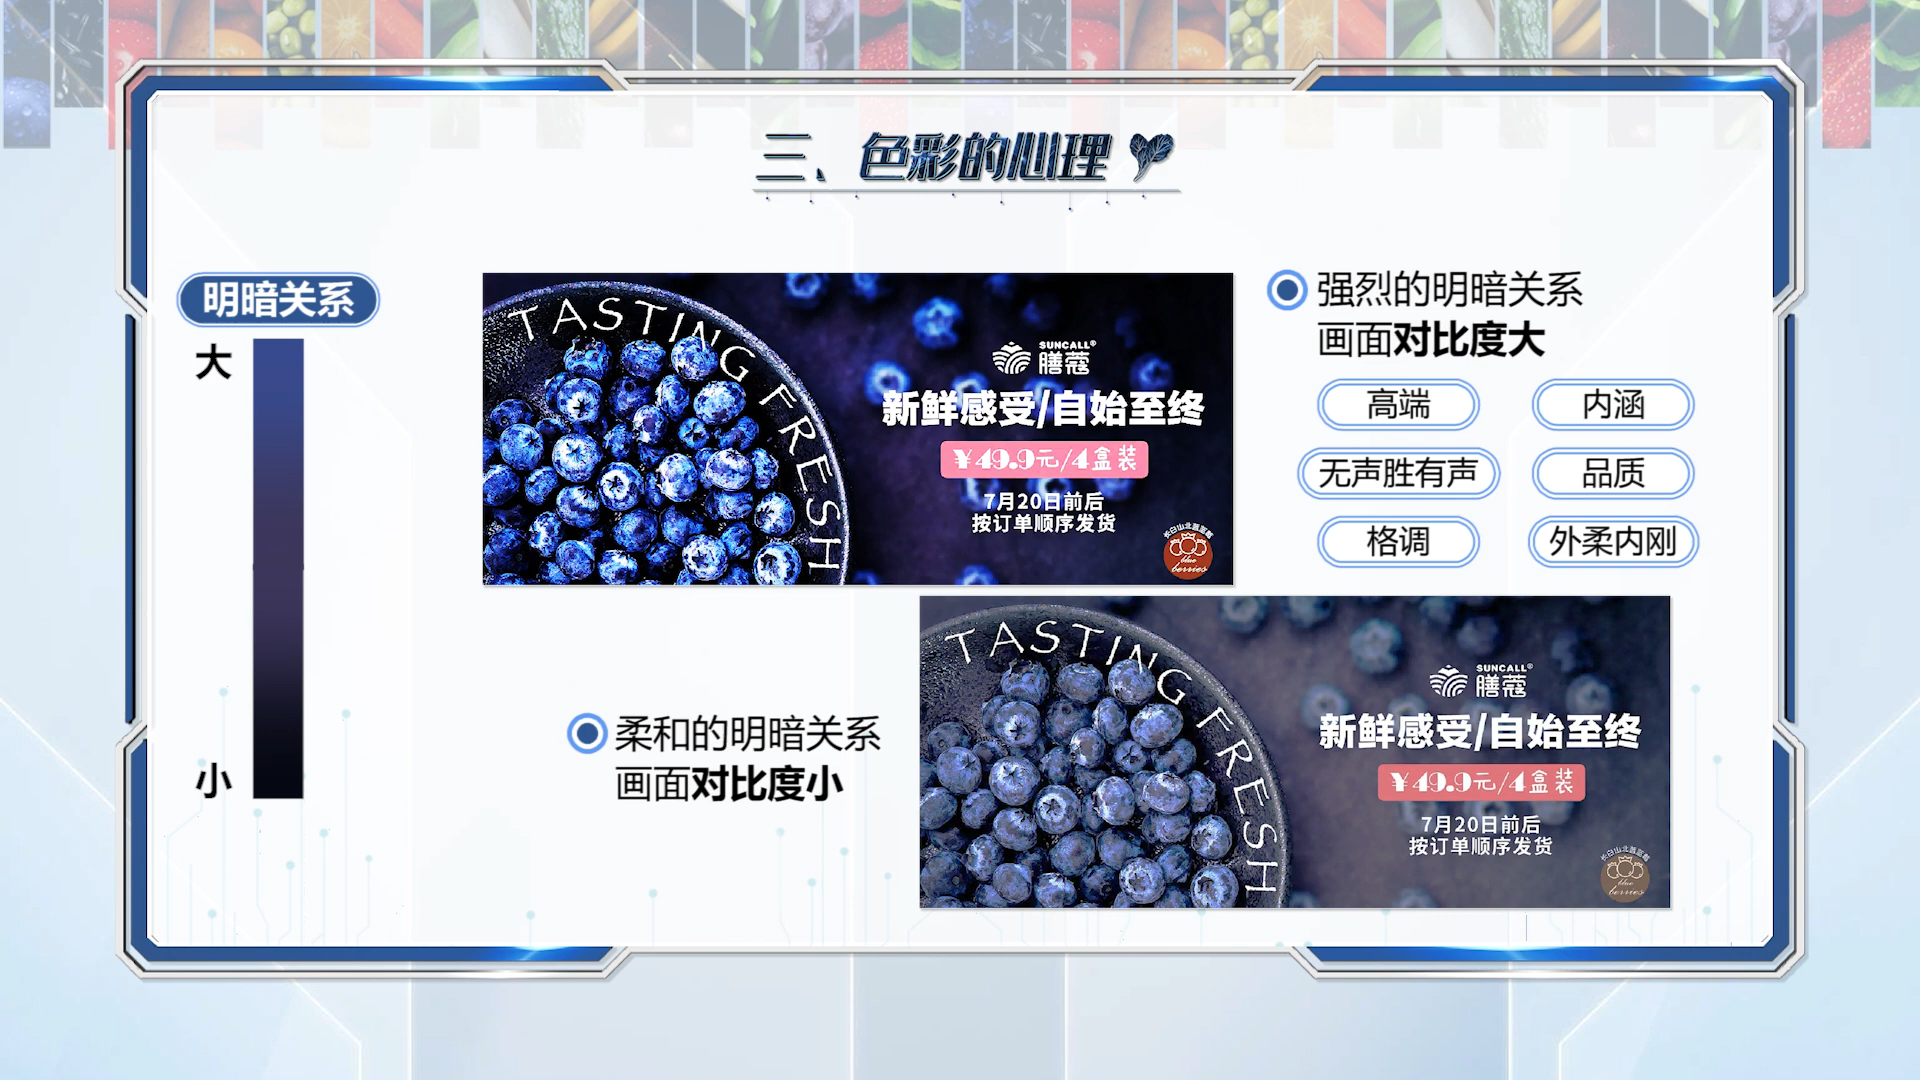 三、色彩的心理
明暗关系
大
小
TASTING FRESH
SUNCALL®
膳蔻
新鲜感受/自始至终
¥49.9元/4盒装
7月20日前后
按订单顺序发货
blue
berries
强烈的明暗关系
画面对比度大
高端
内涵
无声胜有声
品质
格调
外柔内刚
柔和的明暗关系
画面对比度小
TASTING FRESH
SUNCALL®
膳蔻
新鲜感受/自始至终
¥49.9元/4盒装
7月20日前后
按订单顺序发货
blue
berries